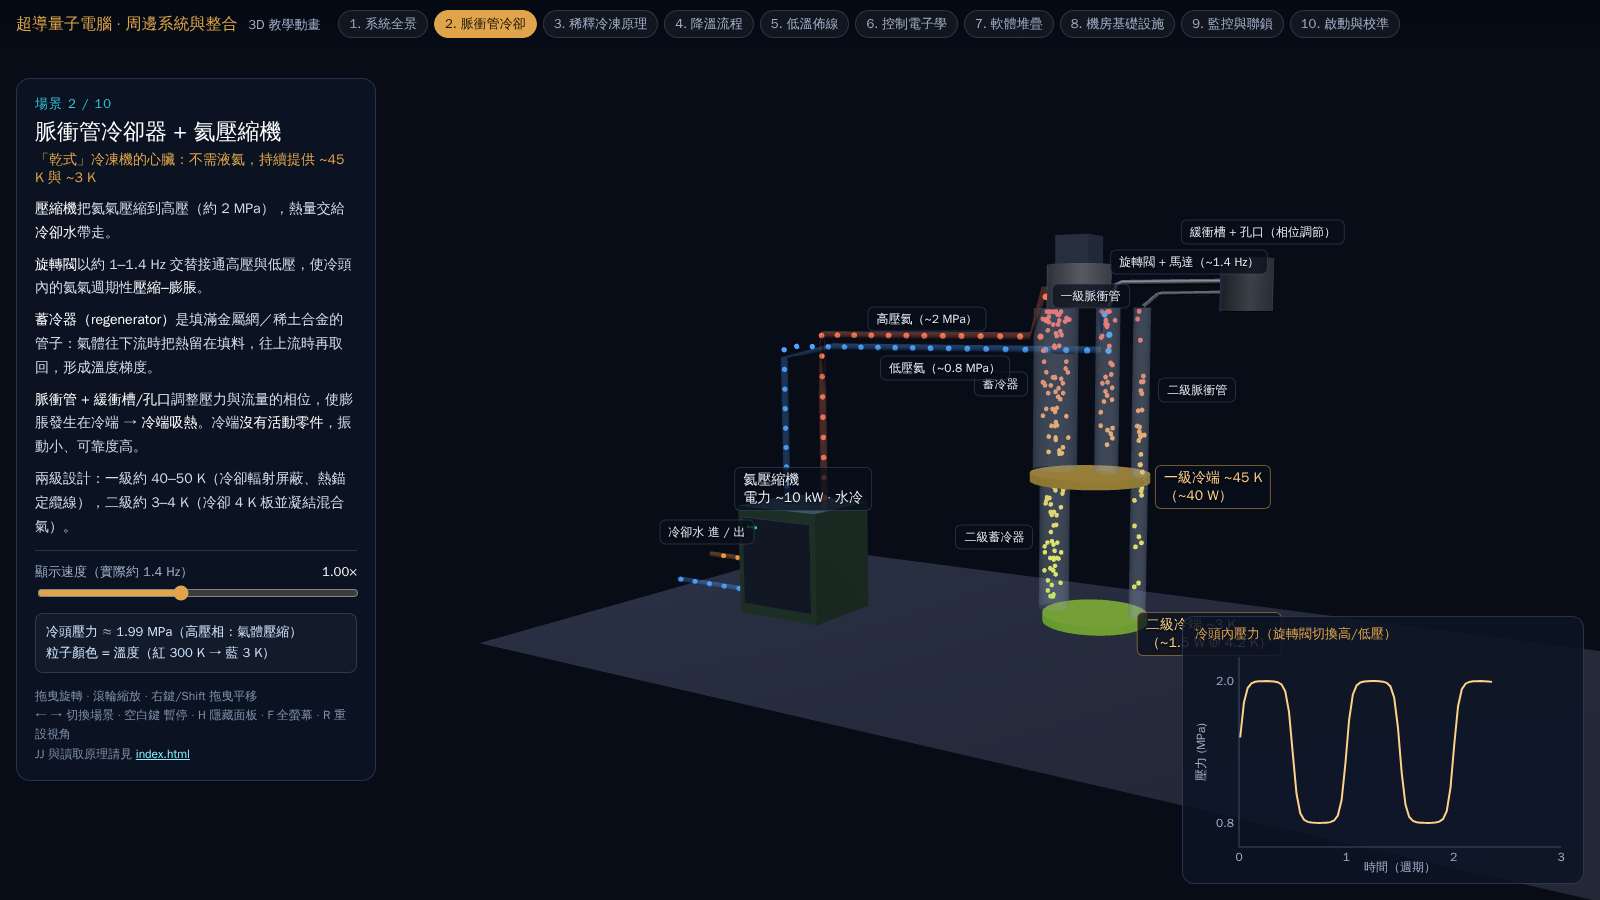 超導量子電腦 · 周邊系統與整合 3D 教學動畫
1. 系統全景
2. 脈衝管冷卻
3. 稀釋冷凍原理
4. 降溫流程
5. 低溫佈線
6. 控制電子學
7. 軟體堆疊
8. 機房基礎設施
9. 監控與聯鎖
10. 啟動與校準
場景 2 / 10
脈衝管冷卻器 + 氦壓縮機
「乾式」冷凍機的心臟：不需液氦，持續提供 ~45
K 與 ~3 K
壓縮機把氦氣壓縮到高壓（約 2 MPa），熱量交給
冷卻水帶走。
旋轉閥以約 1–1.4 Hz 交替接通高壓與低壓，使冷頭
內的氦氣週期性壓縮–膨脹。
蓄冷器（regenerator）是填滿金屬網／稀土合金的
管子：氣體往下流時把熱留在填料，往上流時再取
回，形成溫度梯度。
脈衝管 + 緩衝槽/孔口調整壓力與流量的相位，使膨
脹發生在冷端 → 冷端吸熱。冷端沒有活動零件，振
動小、可靠度高。
兩級設計：一級約 40–50 K（冷卻輻射屏蔽、熱錨
定纜線），二級約 3–4 K（冷卻 4 K 板並凝結混合
氣）。
顯示速度（實際約 1.4 Hz） 1.00×
冷頭壓力 ≈ 1.99 MPa（高壓相：氣體壓縮）
粒子顏色 = 溫度（紅 300 K → 藍 3 K）
拖曳旋轉 · 滾輪縮放 · 右鍵/Shift 拖曳平移
← → 切換場景 · 空白鍵 暫停 · H 隱藏面板 · F 全螢幕 · R 重
設視角
JJ 與讀取原理請見 index.html
緩衝槽 + 孔口（相位調節）
旋轉閥 + 馬達（~1.4 Hz）
一級脈衝管
高壓氦（~2 MPa）
低壓氦（~0.8 MPa）
蓄冷器
二級脈衝管
氦壓縮機
電力 ~10 kW · 水冷
一級冷端 ~45 K
（~40 W）
冷卻水 進 / 出
二級蓄冷器
二級冷端 ~3 K
（~1.5 W @ 4.2 K）
冷頭內壓力（旋轉閥切換高/低壓）
2.0
壓力 (MPa)
0.8
0 1 2 3
時間（週期）